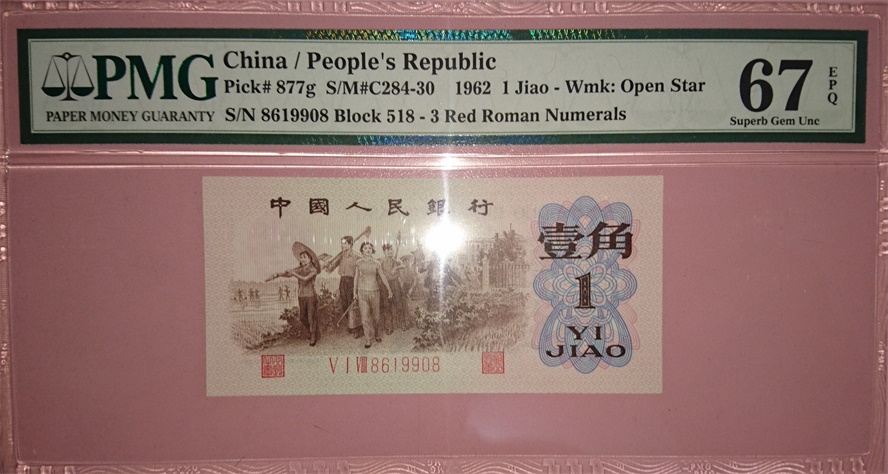 PMG
PAPER MONEY GUARANTY
China / People's Republic
Pick# 877g S/M#C284-30 1962 1 Jiao - Wmk: Open Star
S/N 8619908 Block 518 - 3 Red Roman Numerals
67
EPQ
Superb Gem Unc
中國人民銀行
壹角
1
YI
JIAO
V I VIII 8619908